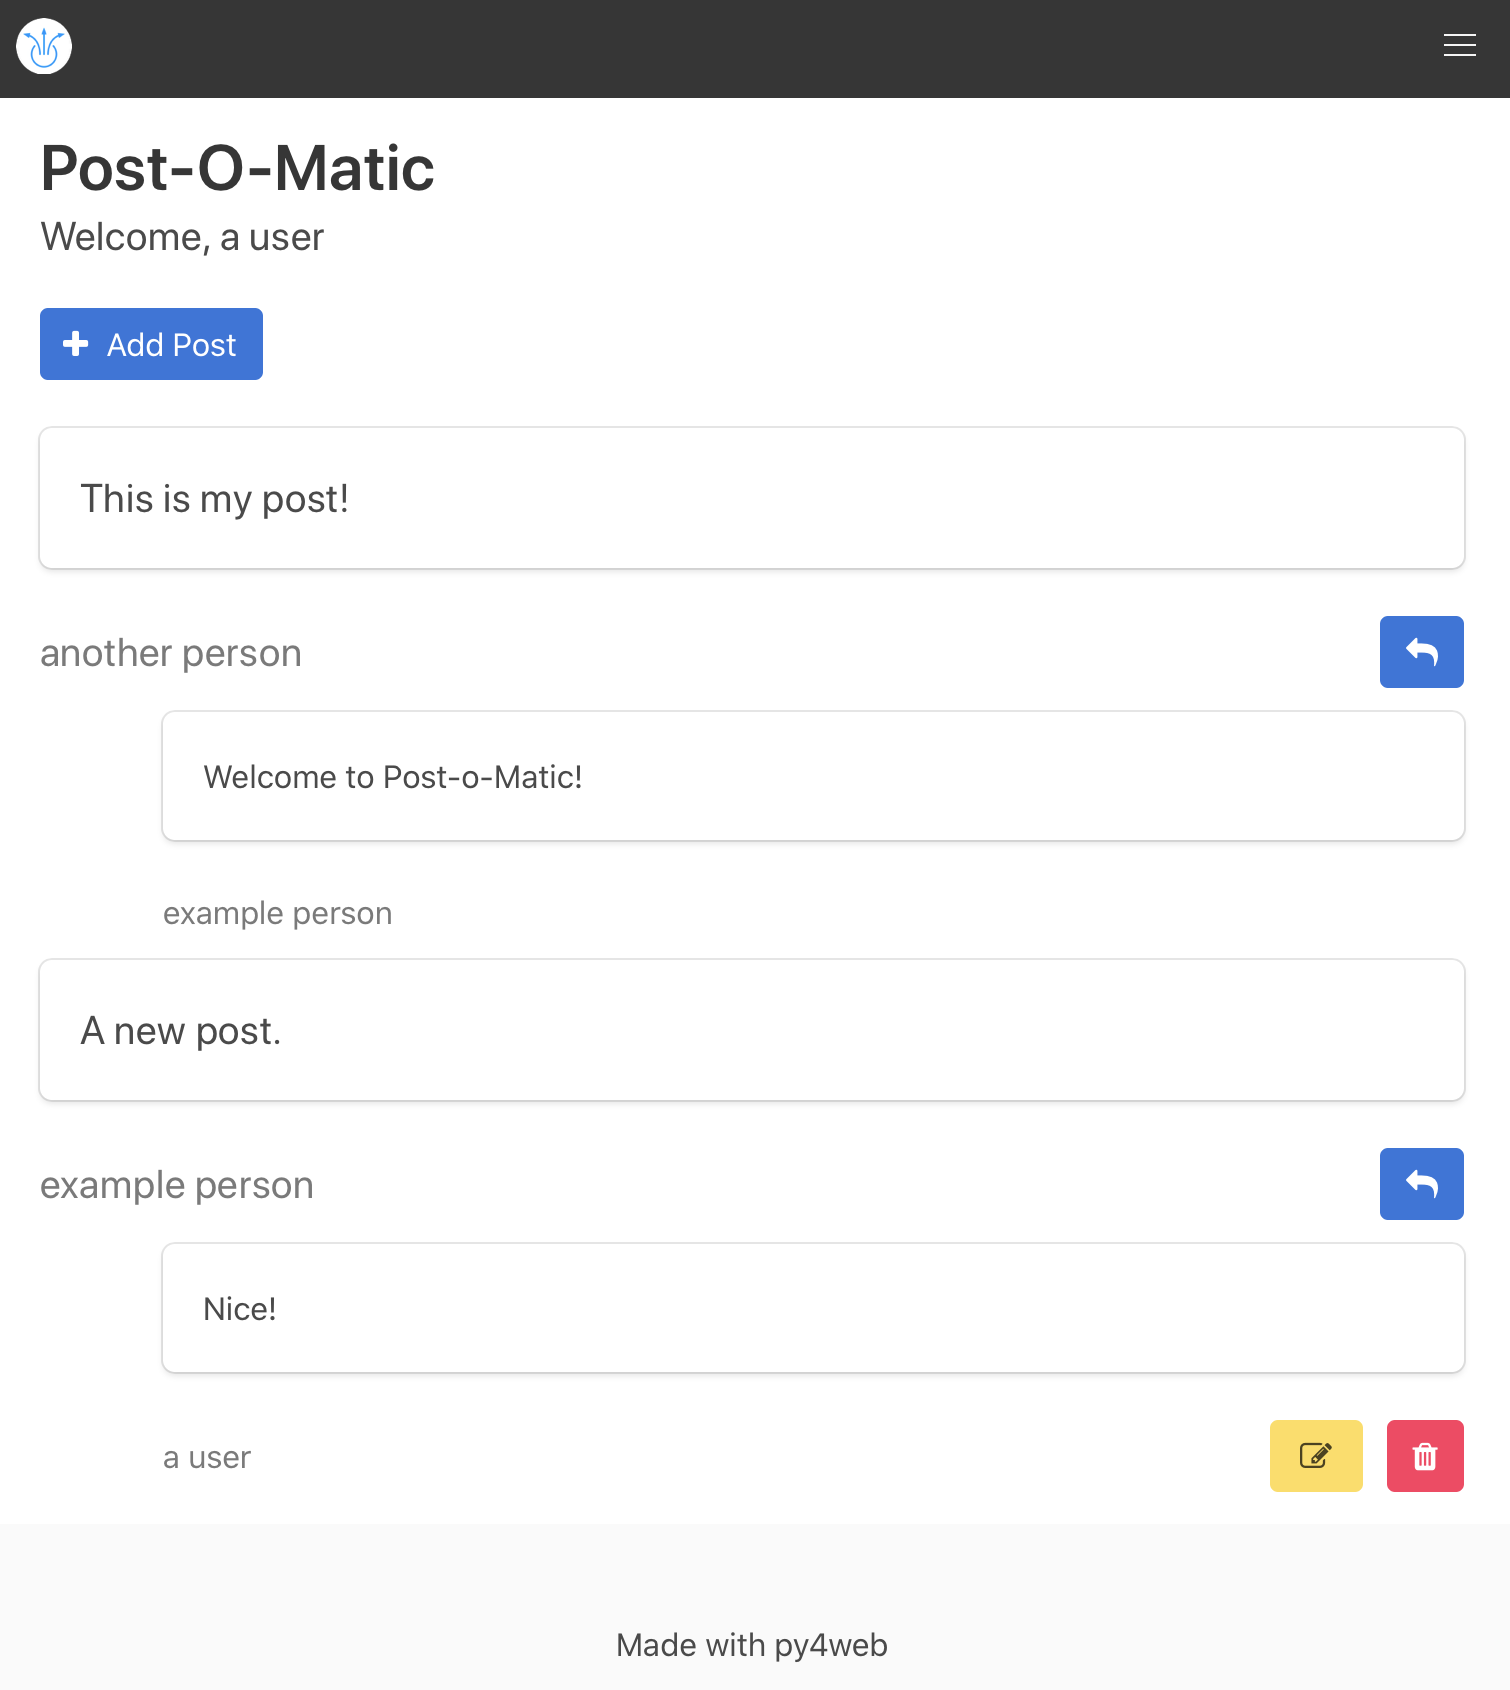 Post-O-Matic
Welcome, a user
Add Post
This is my post!
another person
Welcome to Post-o-Matic!
example person
A new post.
example person
Nice!
a user
Made with py4web